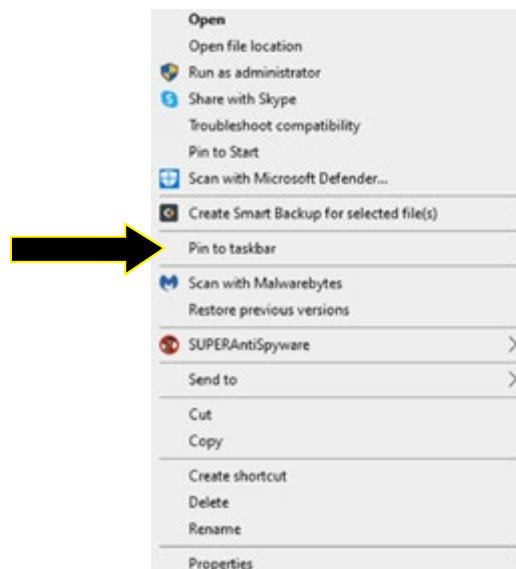 Open
Open file location
Run as administrator
Share with Skype
Troubleshoot compatibility
Pin to Start
Scan with Microsoft Defender...
Create Smart Backup for selected file(s)
Pin to taskbar
Scan with Malwarebytes
Restore previous versions
SUPERAntiSpyware
Send to
Cut
Copy
Create shortcut
Delete
Rename
Properties